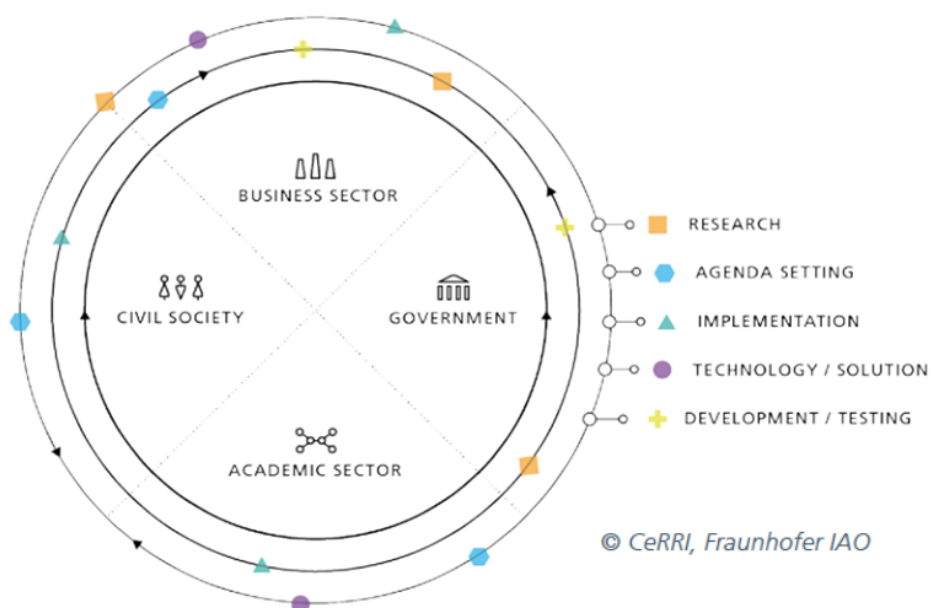 BUSINESS SECTOR
CIVIL SOCIETY
GOVERNMENT
ACADEMIC SECTOR
RESEARCH
AGENDA SETTING
IMPLEMENTATION
TECHNOLOGY / SOLUTION
DEVELOPMENT / TESTING
© CeRRI, Fraunhofer IAO